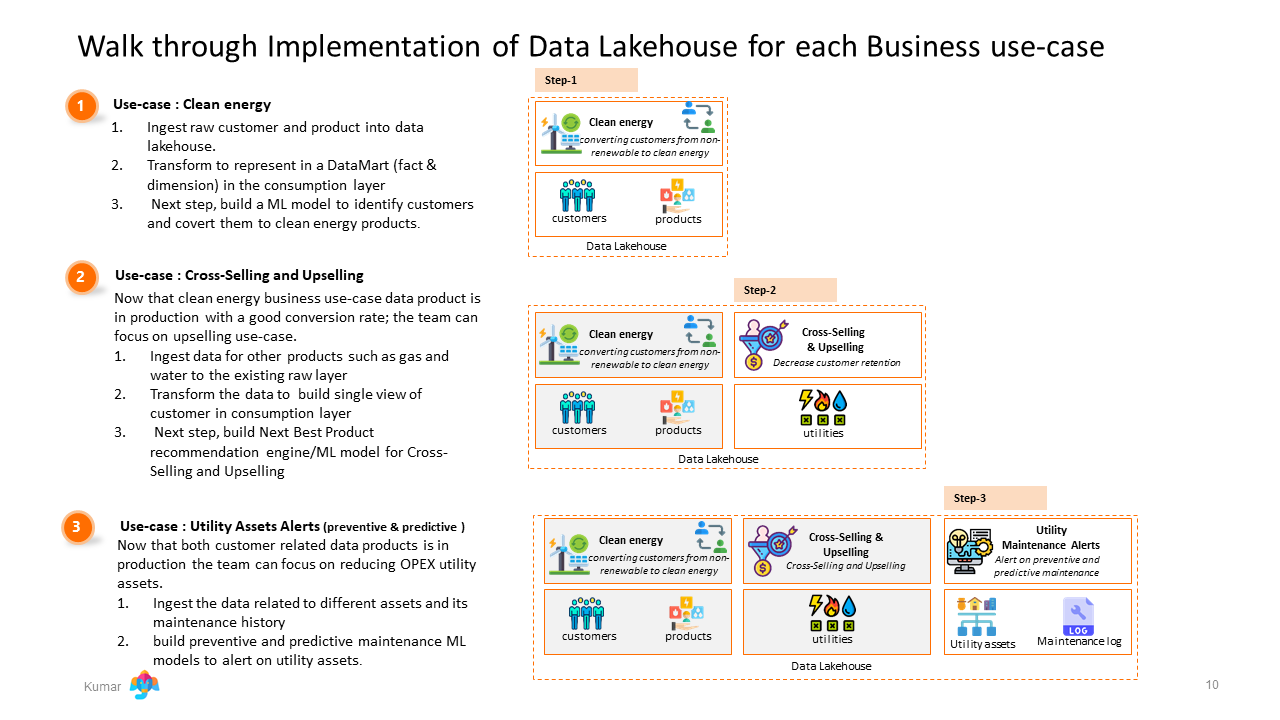 Walk through Implementation of Data Lakehouse for each Business use-case
1
Use-case : Clean energy
1. Ingest raw customer and product into data
lakehouse.
2. Transform to represent in a DataMart (fact &
dimension) in the consumption layer
3. Next step, build a ML model to identify customers
and covert them to clean energy products.
Step-1
Clean energy
converting customers from non-
renewable to clean energy
customers
products
Data Lakehouse
2
Use-case : Cross-Selling and Upselling
Now that clean energy business use-case data product is
in production with a good conversion rate; the team can
focus on upselling use-case.
1. Ingest data for other products such as gas and
water to the existing raw layer
2. Transform the data to build single view of
customer in consumption layer
3. Next step, build Next Best Product
recommendation engine/ML model for Cross-
Selling and Upselling
Step-2
Clean energy
converting customers from non-
renewable to clean energy
Cross-Selling
& Upselling
Decrease customer retention
customers
products
utilities
Data Lakehouse
3
Use-case : Utility Assets Alerts (preventive & predictive )
Now that both customer related data products is in
production the team can focus on reducing OPEX utility
assets.
1. Ingest the data related to different assets and its
maintenance history
2. build preventive and predictive maintenance ML
models to alert on utility assets.
Step-3
Clean energy
converting customers from non-
renewable to clean energy
Cross-Selling &
Upselling
Cross-Selling and Upselling
Utility
Maintenance Alerts
Alert on preventive and
predictive maintenance
customers
products
utilities
Utility assets
LOG
Maintenance log
Data Lakehouse
Kumar
10